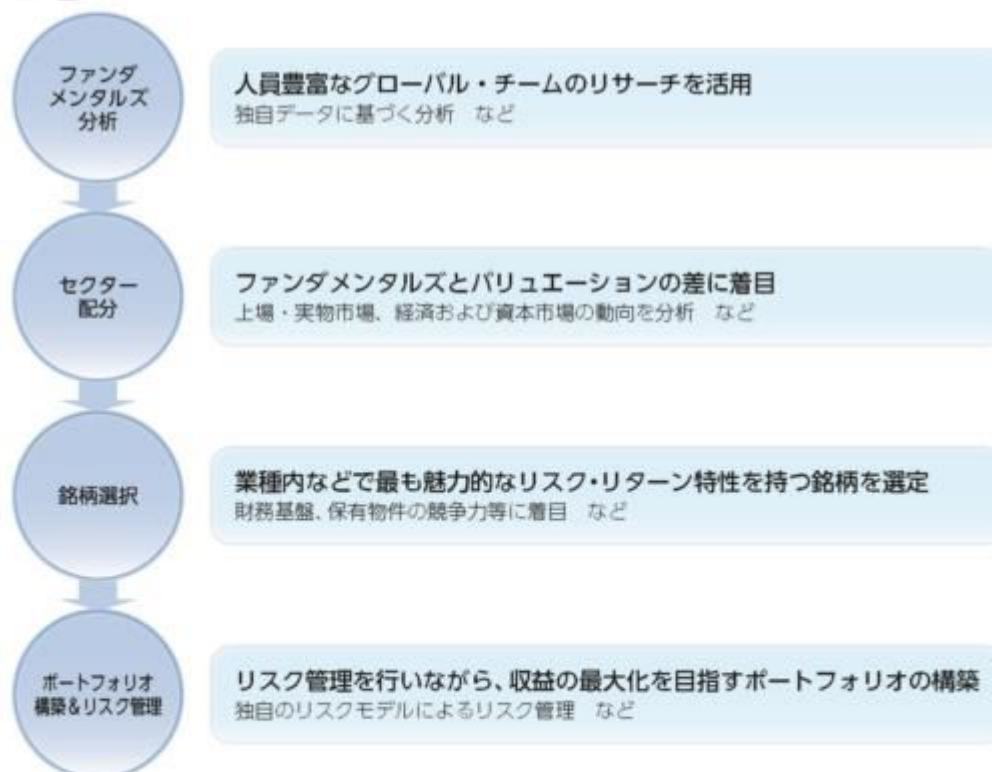 ファンダ
メンタルズ
分析
人員豊富なグローバル・チームのリサーチを活用
独自データに基づく分析　など
セクター
配分
ファンダメンタルズとバリュエーションの差に着目
上場・実物市場、経済および資本市場の動向を分析　など
銘柄選択
業種内などで最も魅力的なリスク・リターン特性を持つ銘柄を選定
財務基盤、保有物件の競争力等に着目　など
ポートフォリオ
構築&リスク管理
リスク管理を行いながら、収益の最大化を目指すポートフォリオの構築
独自のリスクモデルによるリスク管理　など